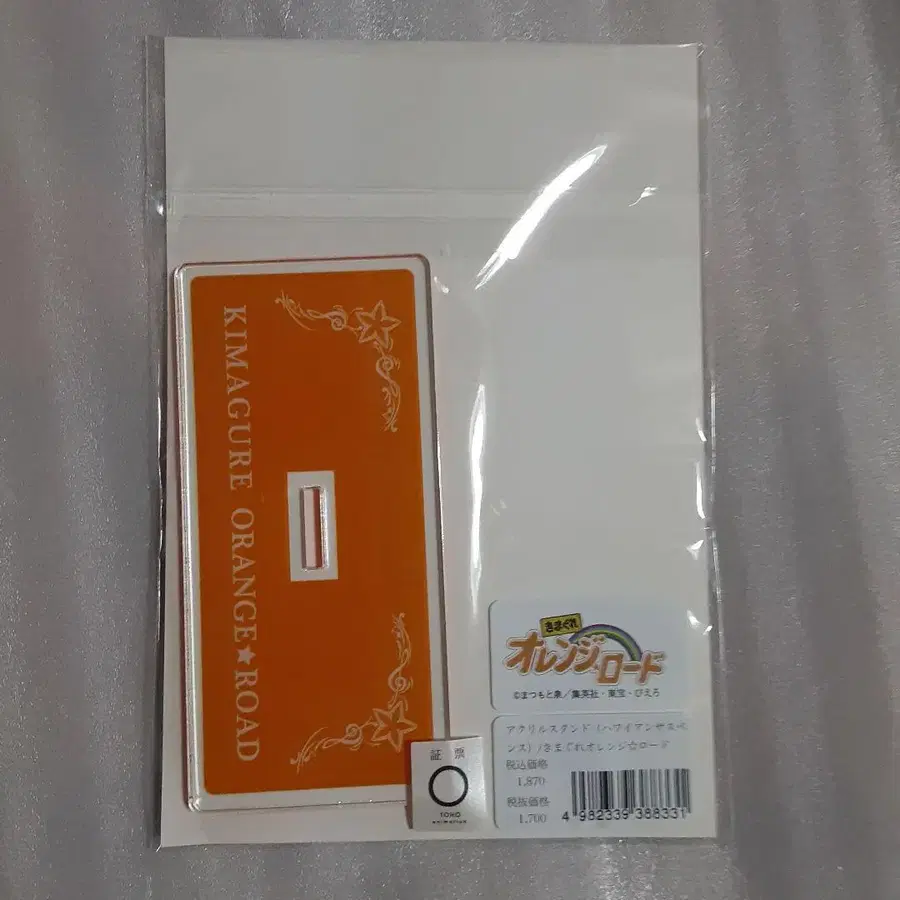 KIMAGURE ORANGE★ROAD
きまぐれ
オレンジ☆ロード
©まつもと泉／集英社・東宝・ぴえろ
アクリルスタンド（ハワイアンサスペ
ンス）/きまぐれオレンジ☆ロード
税込価格
1,870
税抜価格
1,700
4 982339 388331
証 票
TOHO
animation